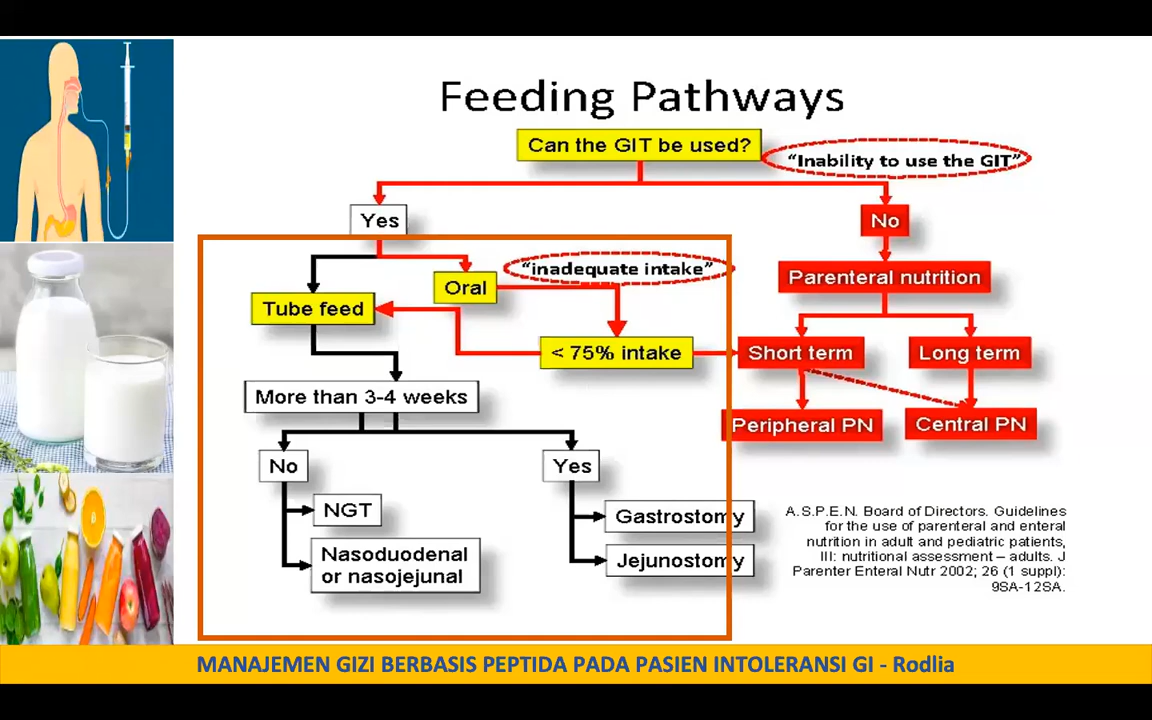 Feeding Pathways
Can the GIT be used?
“Inability to use the GIT”
Yes
No
“inadequate intake”
Parenteral nutrition
Oral
Tube feed
< 75% intake
Short term
Long term
More than 3-4 weeks
Peripheral PN
Central PN
No
Yes
NGT
Gastrostomy
Nasoduodenal
or nasojejunal
Jejunostomy
A.S.P.E.N. Board of Directors. Guidelines
for the use of parenteral and enteral
nutrition in adult and pediatric patients,
III: nutritional assessment – adults. J
Parenter Enteral Nutr 2002; 26 (1 suppl):
9SA-12SA.
MANAJEMEN GIZI BERBASIS PEPTIDA PADA PASIEN INTOLERANSI GI - Rodlia